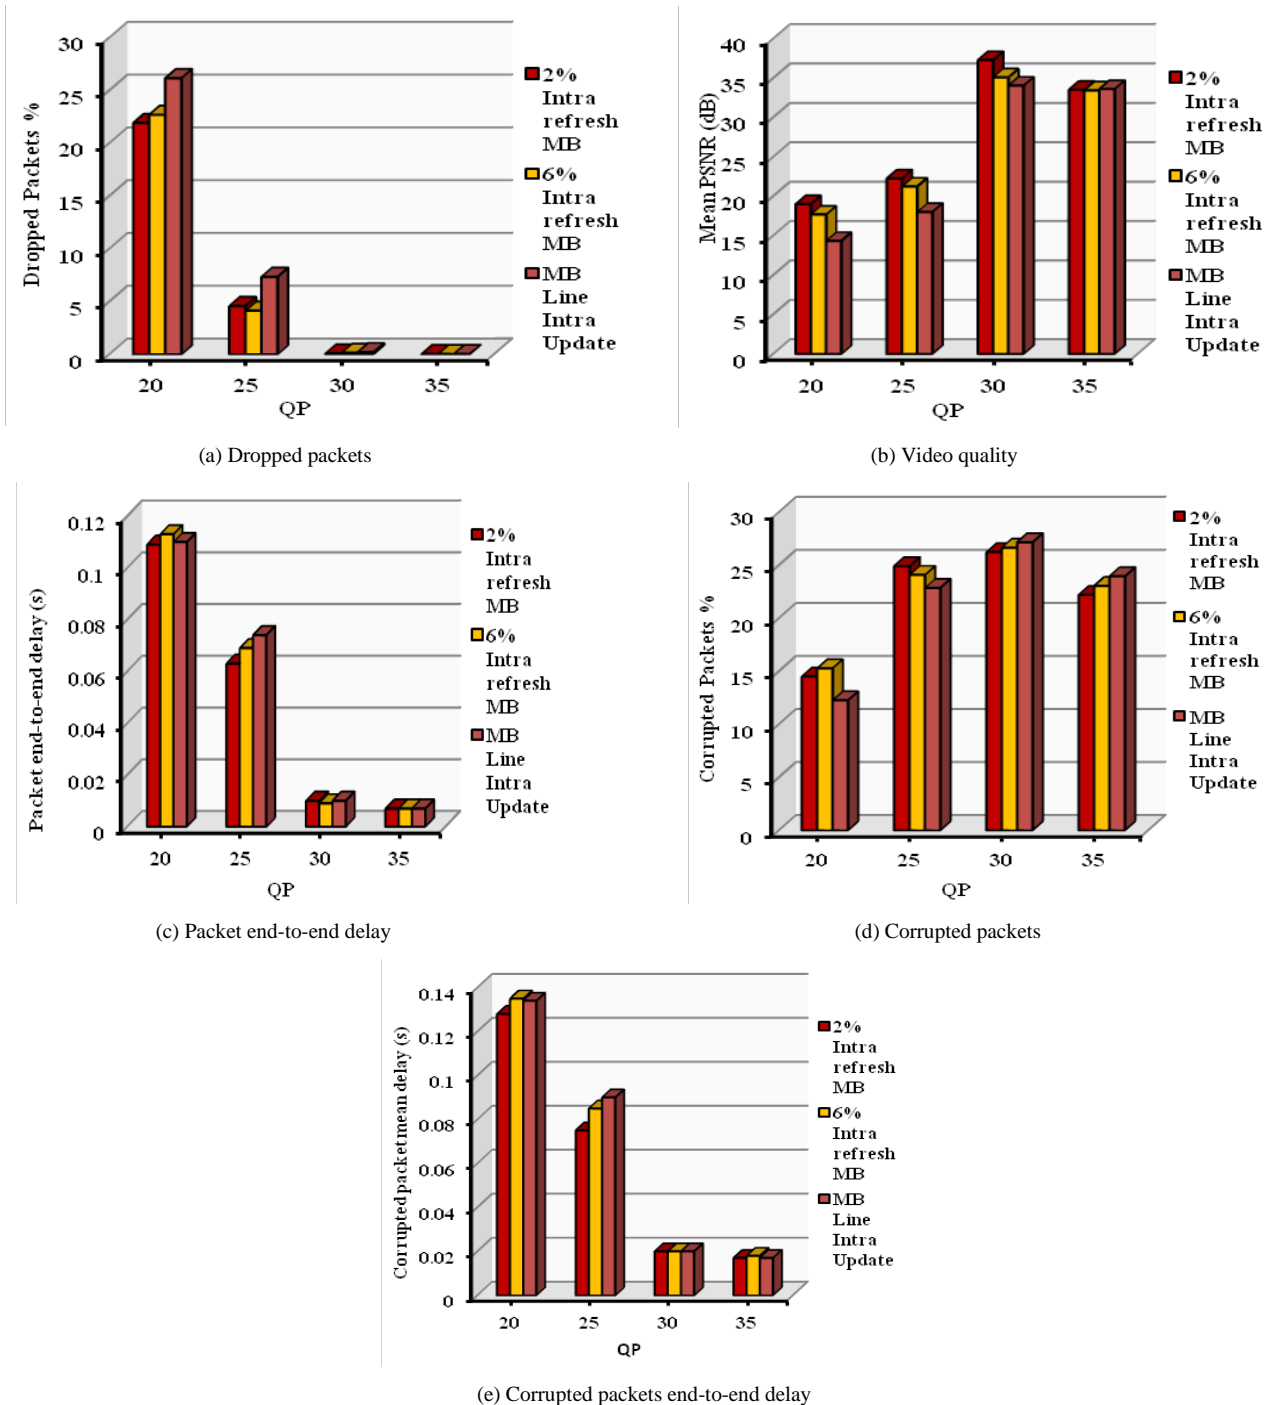 30
25
20
15
10
5
0
Dropped Packets %
20 25 30 35
QP
2%
Intra
refresh
MB
6%
Intra
refresh
MB
MB
Line
Intra
Update
(a) Dropped packets
40
35
30
25
20
15
10
5
0
Mean PSNR (dB)
20 25 30 35
QP
2%
Intra
refresh
MB
6%
Intra
refresh
MB
MB
Line
Intra
Update
(b) Video quality
0.12
0.1
0.08
0.06
0.04
0.02
0
Packet end-to-end delay (s)
20 25 30 35
QP
2%
Intra
refresh
MB
6%
Intra
refresh
MB
MB
Line
Intra
Update
(c) Packet end-to-end delay
30
25
20
15
10
5
0
Corrupted Packets %
20 25 30 35
QP
2%
Intra
refresh
MB
6%
Intra
refresh
MB
MB
Line
Intra
Update
(d) Corrupted packets
0.14
0.12
0.1
0.08
0.06
0.04
0.02
0
Corrupted packet mean delay (s)
20 25 30 35
QP
2%
Intra
refresh
MB
6%
Intra
refresh
MB
MB
Line
Intra
Update
(e) Corrupted packets end-to-end delay